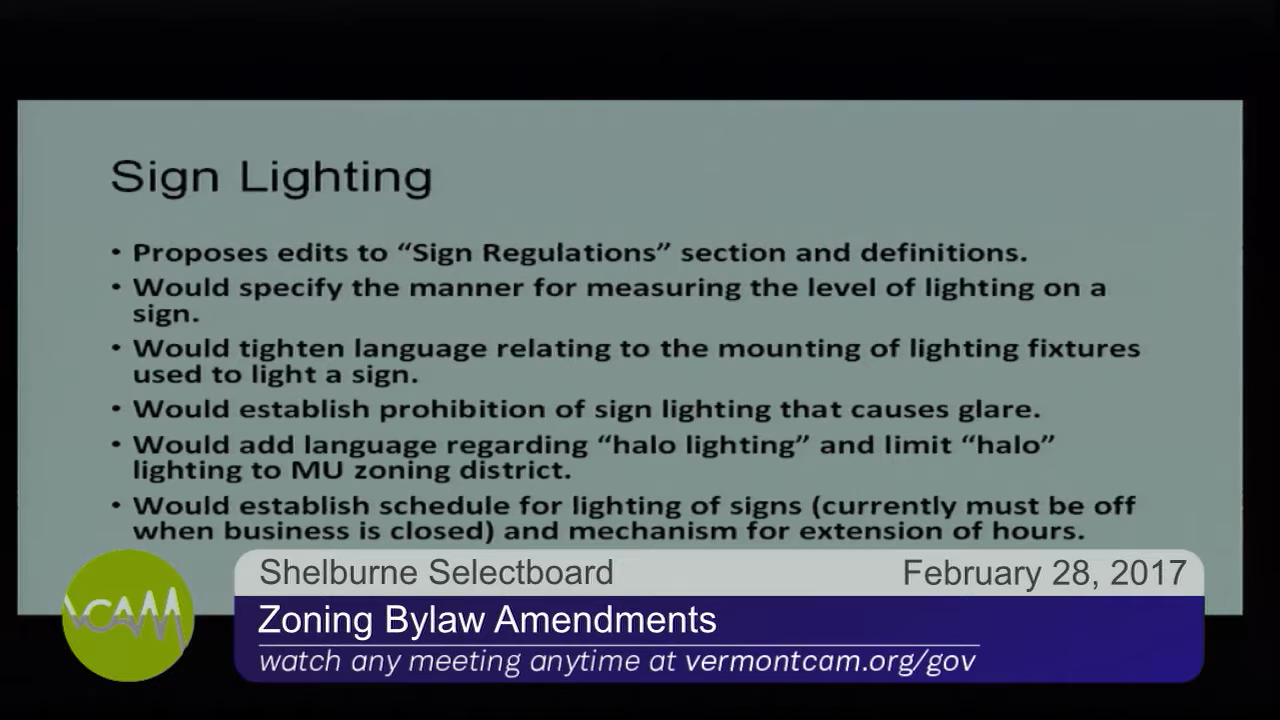 Sign Lighting
• Proposes edits to “Sign Regulations” section and definitions.
• Would specify the manner for measuring the level of lighting on a
sign.
• Would tighten language relating to the mounting of lighting fixtures
used to light a sign.
• Would establish prohibition of sign lighting that causes glare.
• Would add language regarding “halo lighting” and limit “halo”
lighting to MU zoning district.
• Would establish schedule for lighting of signs (currently must be off
when business is closed) and mechanism for extension of hours.
VCAM
Shelburne Selectboard February 28, 2017
Zoning Bylaw Amendments
watch any meeting anytime at vermontcam.org/gov